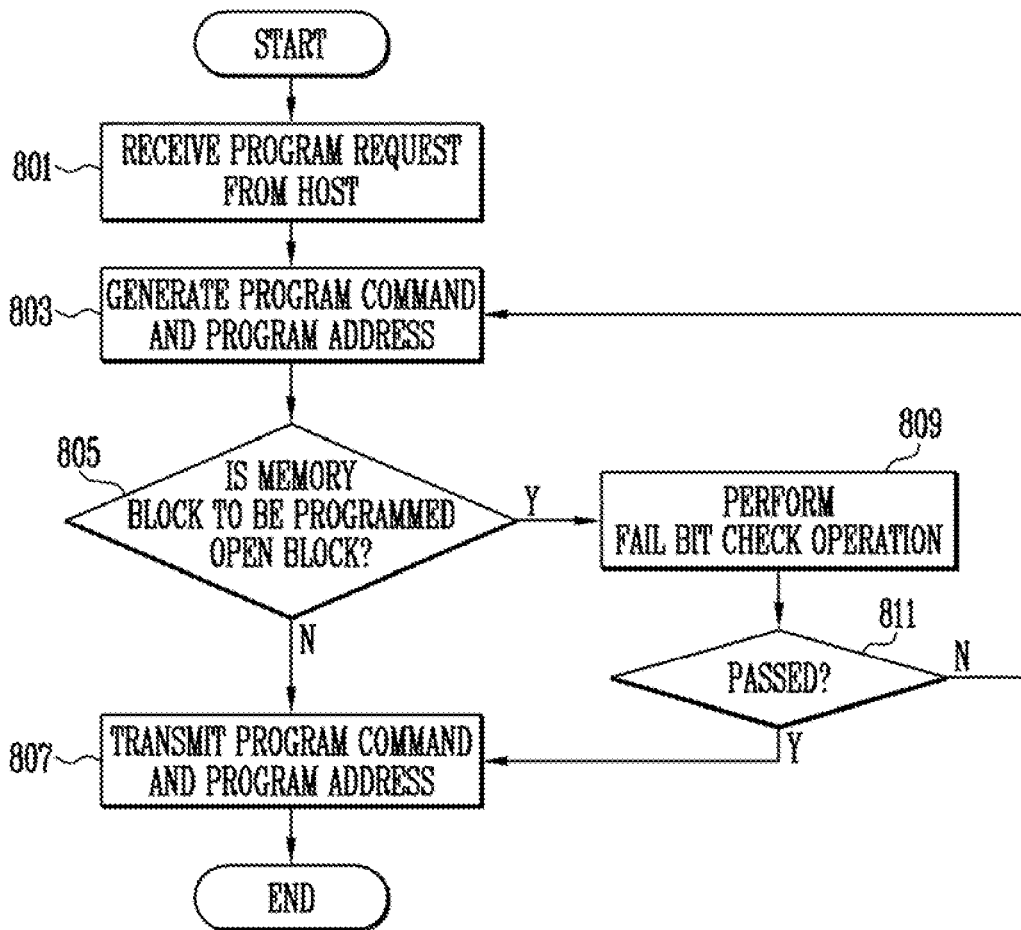 START
801
RECEIVE PROGRAM REQUEST
FROM HOST
803
GENERATE PROGRAM COMMAND
AND PROGRAM ADDRESS
805
IS MEMORY
BLOCK TO BE PROGRAMMED
OPEN BLOCK?
Y
N
809
PERFORM
FAIL BIT CHECK OPERATION
811
PASSED?
N
Y
807
TRANSMIT PROGRAM COMMAND
AND PROGRAM ADDRESS
END